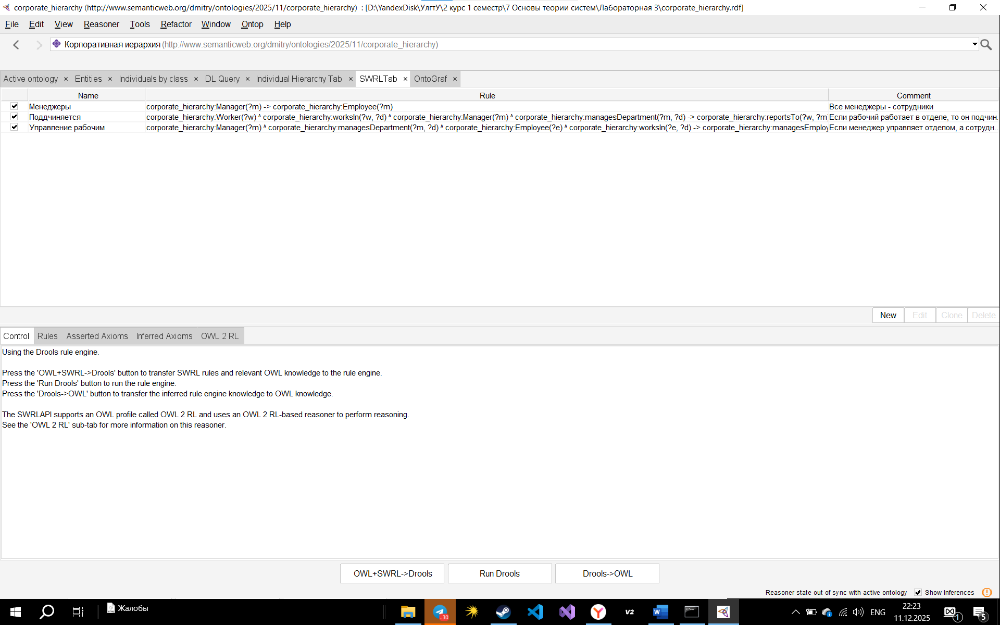 corporate_hierarchy (http://www.semanticweb.org/dmitry/ontologies/2025/11/corporate_hierarchy) : [D:\YandexDisk\УлгтУ\2 курс 1 семестр\7 Основы теории систем\Лабораторная 3\corporate_hierarchy.rdf]
File Edit View Reasoner Tools Refactor Window Ontop Help
Корпоративная иерархия (http://www.semanticweb.org/dmitry/ontologies/2025/11/corporate_hierarchy)
Active ontology × Entities × Individuals by class × DL Query × Individual Hierarchy Tab × SWRLTab × OntoGraf ×
Name Rule Comment
Менеджеры corporate_hierarchy:Manager(?m) -> corporate_hierarchy:Employee(?m) Все менеджеры - сотрудники
Поддчиняется corporate_hierarchy:Worker(?w) ^ corporate_hierarchy:worksIn(?w, ?d) ^ corporate_hierarchy:Manager(?m) ^ corporate_hierarchy:managesDepartment(?m, ?d) -> corporate_hierarchy:reportsTo(?w, ?m Если рабочий работает в отделе, то он подчин...
Управление рабочим corporate_hierarchy:Manager(?m) ^ corporate_hierarchy:managesDepartment(?m, ?d) ^ corporate_hierarchy:Employee(?e) ^ corporate_hierarchy:worksIn(?e, ?d) -> corporate_hierarchy:managesEmploy Если менеджер управляет отделом, а сотрудн...
New Edit Clone Delete
Control Rules Asserted Axioms Inferred Axioms OWL 2 RL
Using the Drools rule engine.
Press the 'OWL+SWRL->Drools' button to transfer SWRL rules and relevant OWL knowledge to the rule engine.
Press the 'Run Drools' button to run the rule engine.
Press the 'Drools->OWL' button to transfer the inferred rule engine knowledge to OWL knowledge.
The SWRLAPI supports an OWL profile called OWL 2 RL and uses an OWL 2 RL-based reasoner to perform reasoning.
See the 'OWL 2 RL' sub-tab for more information on this reasoner.
OWL+SWRL->Drools Run Drools Drools->OWL
Reasoner state out of sync with active ontology Show Inferences
Жалобы
..30
V2
ENG
22:23
11.12.2025
1
5